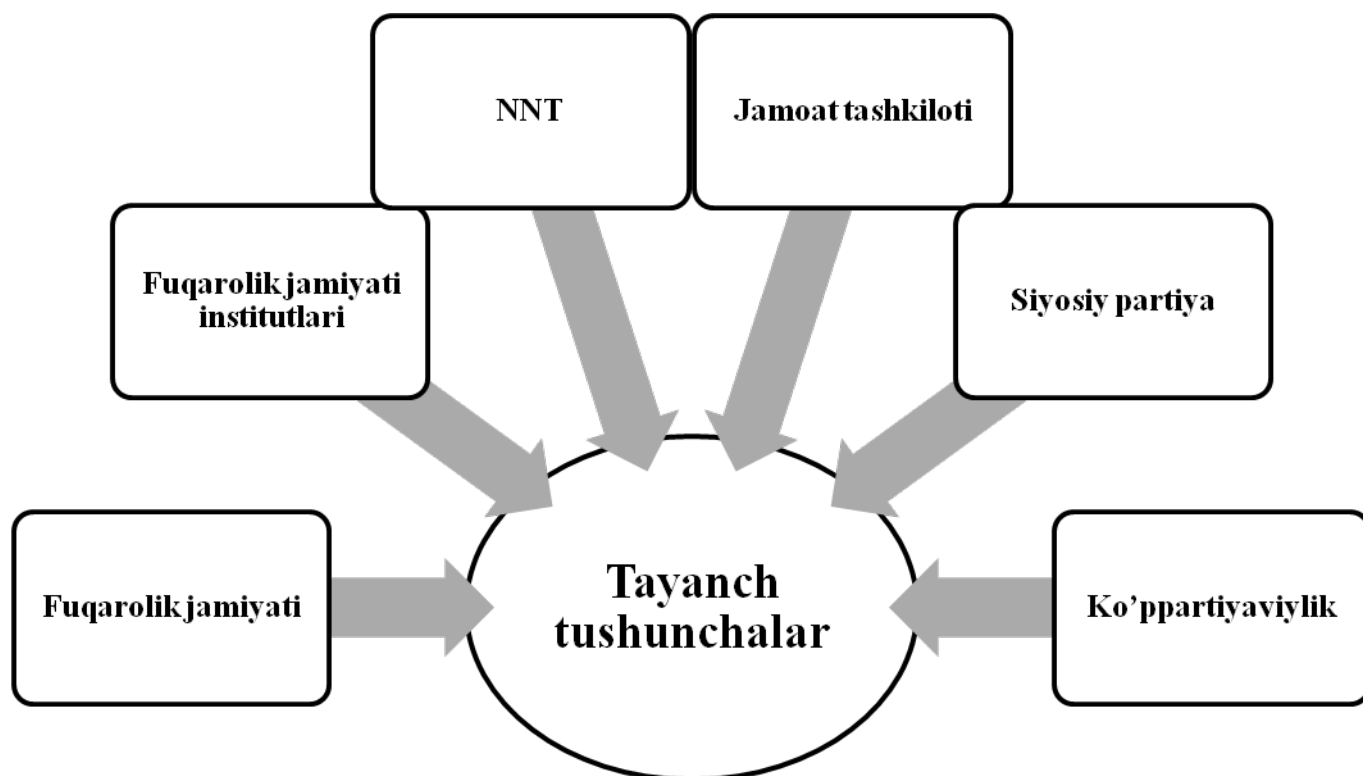 NNT
Jamoat tashkiloti
Fuqarolik jamiyati
institutlari
Siyosiy partiya
Fuqarolik jamiyati
Tayanch
tushunchalar
Ko’ppartiyaviylik